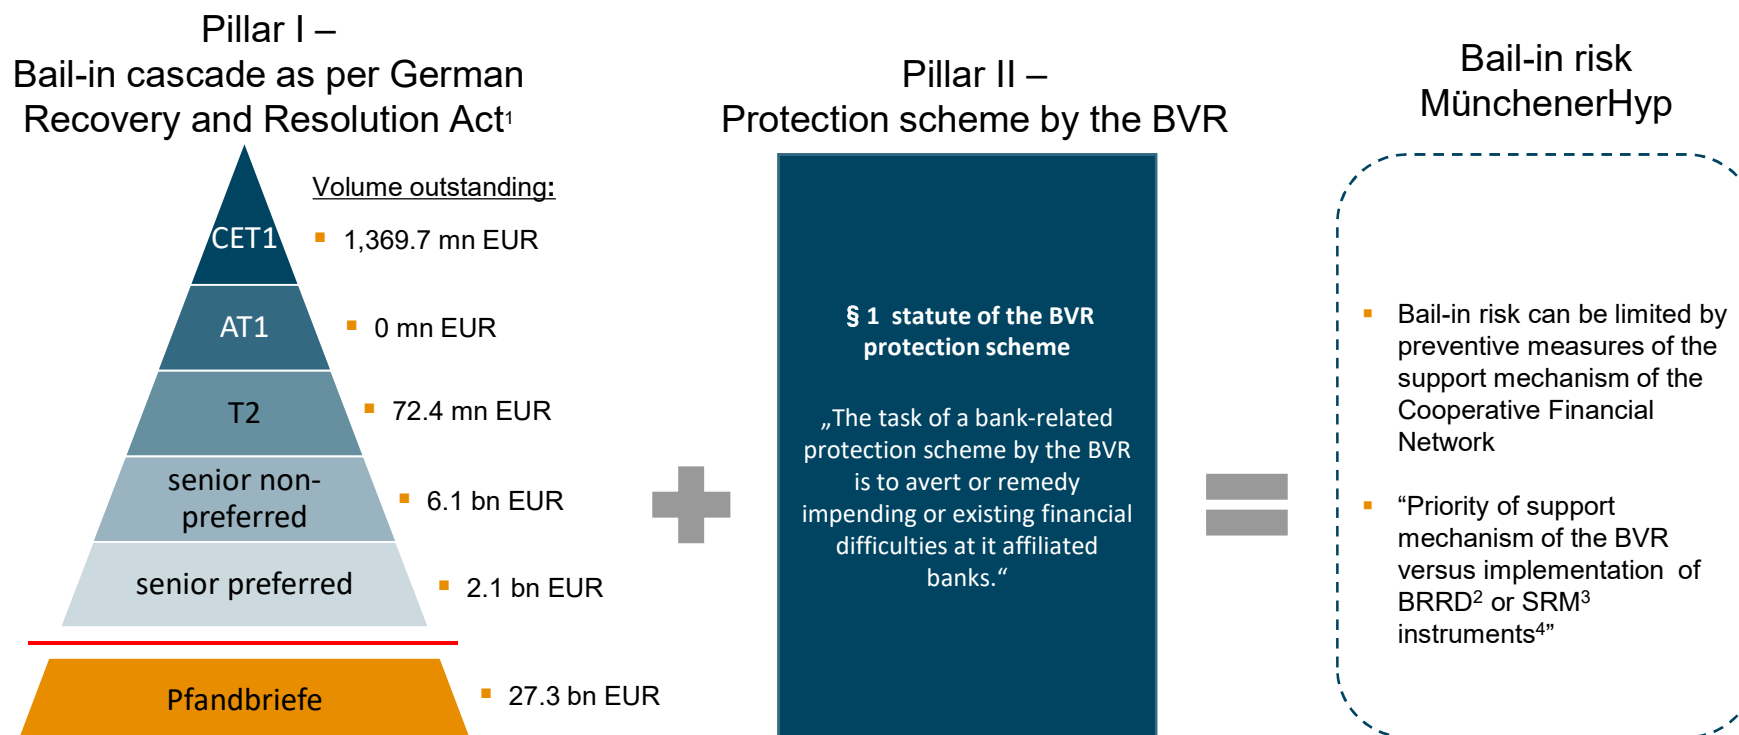 Pillar I –
Bail-in cascade as per German
Recovery and Resolution Act¹
Volume outstanding:
CET1
▪ 1,369.7 mn EUR
AT1
▪ 0 mn EUR
T2
▪ 72.4 mn EUR
senior non-
preferred
▪ 6.1 bn EUR
senior preferred
▪ 2.1 bn EUR
Pfandbriefe
▪ 27.3 bn EUR
Pillar II –
Protection scheme by the BVR
§ 1 statute of the BVR
protection scheme
„The task of a bank-related
protection scheme by the BVR
is to avert or remedy
impending or existing financial
difficulties at it affiliated
banks.“
Bail-in risk
MünchenerHyp
▪ Bail-in risk can be limited by
preventive measures of the
support mechanism of the
Cooperative Financial
Network
▪ “Priority of support
mechanism of the BVR
versus implementation of
BRRD² or SRM³
instruments⁴”